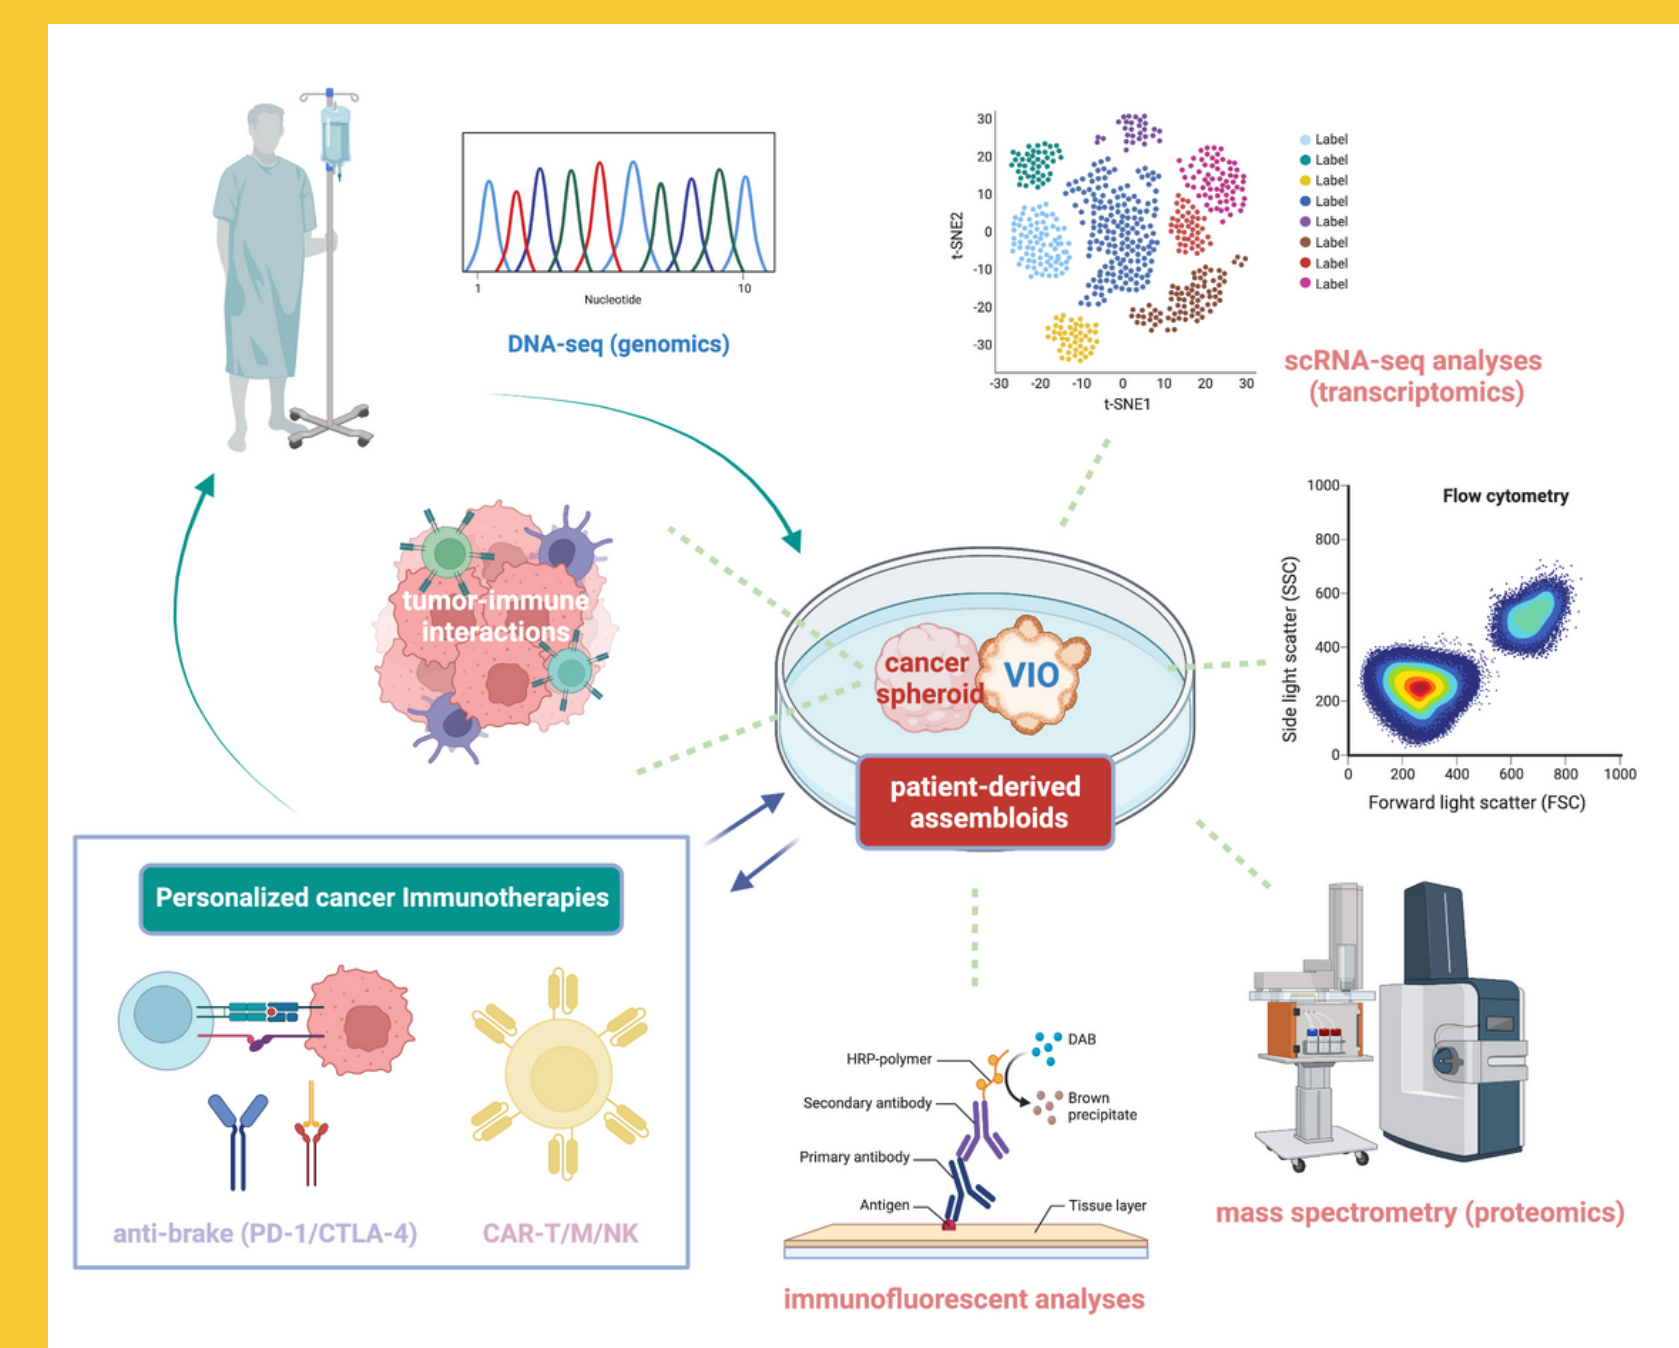 1
10
Nucleotide
DNA-seq (genomics)
30
20
10
0
-10
-20
-30
t-SNE2
-30
-20
-10
0
10
20
30
t-SNE1
Label
Label
Label
Label
Label
Label
Label
Label
scRNA-seq analyses
(transcriptomics)
tumor-immune
interactions
cancer
spheroid
VIO
patient-derived
assembloids
Flow cytometry
1000
800
600
400
200
0
Side light scatter (SSC)
0
200
400
600
800
1000
Forward light scatter (FSC)
Personalized cancer Immunotherapies
anti-brake (PD-1/CTLA-4)
CAR-T/M/NK
DAB
HRP-polymer
Brown
precipitate
Secondary antibody
Primary antibody
Antigen
Tissue layer
immunofluorescent analyses
mass spectrometry (proteomics)